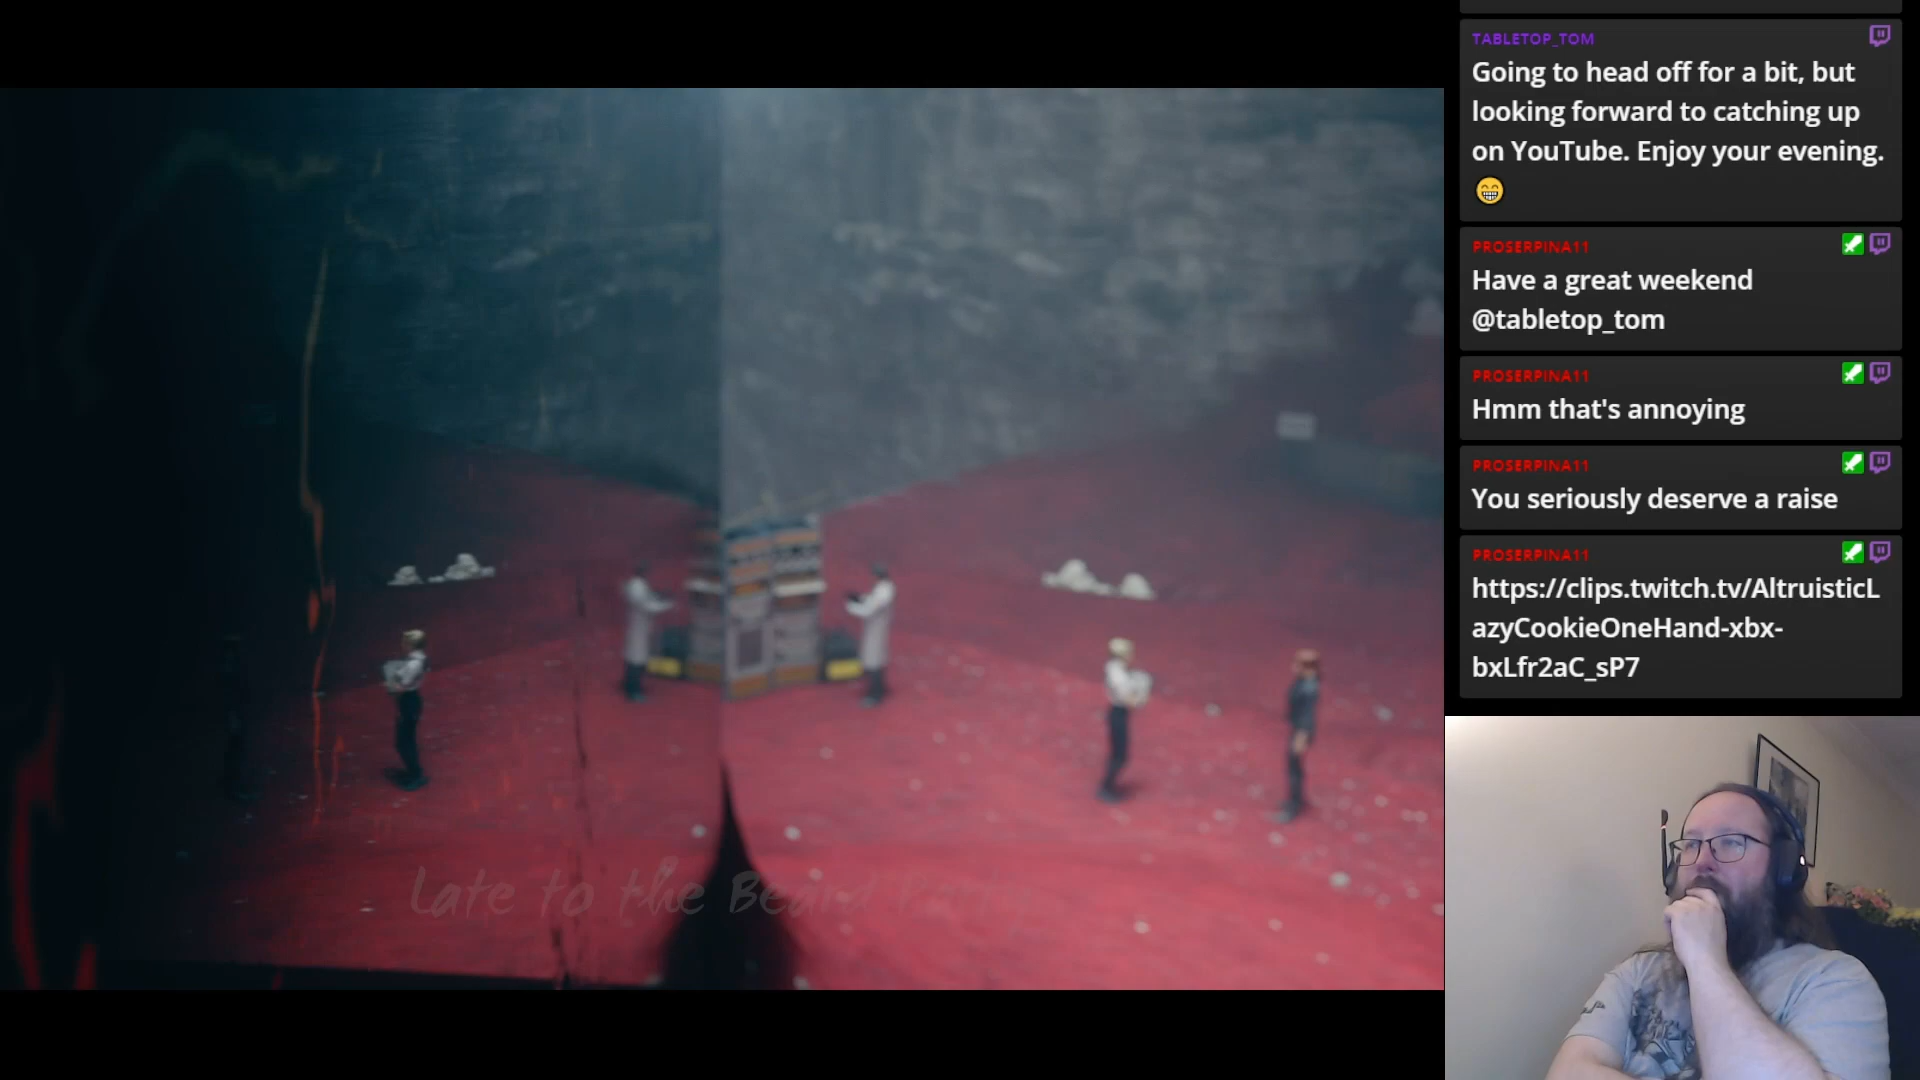 TABLETOP_TOM
Going to head off for a bit, but
looking forward to catching up
on YouTube. Enjoy your evening.
😁
PROSERPINA11
Have a great weekend
@tabletop_tom
PROSERPINA11
Hmm that's annoying
PROSERPINA11
You seriously deserve a raise
PROSERPINA11
https://clips.twitch.tv/AltruisticL
azyCookieOneHand-xbx-
bxLfr2aC_sP7
Late to the Beard Party